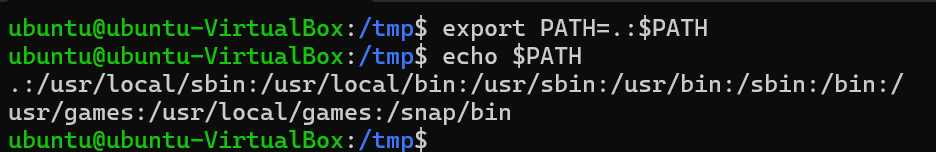 ubuntu@ubuntu-VirtualBox:/tmp$ export PATH=.:$PATH
ubuntu@ubuntu-VirtualBox:/tmp$ echo $PATH
.:/usr/local/sbin:/usr/local/bin:/usr/sbin:/usr/bin:/sbin:/bin:/
usr/games:/usr/local/games:/snap/bin
ubuntu@ubuntu-VirtualBox:/tmp$